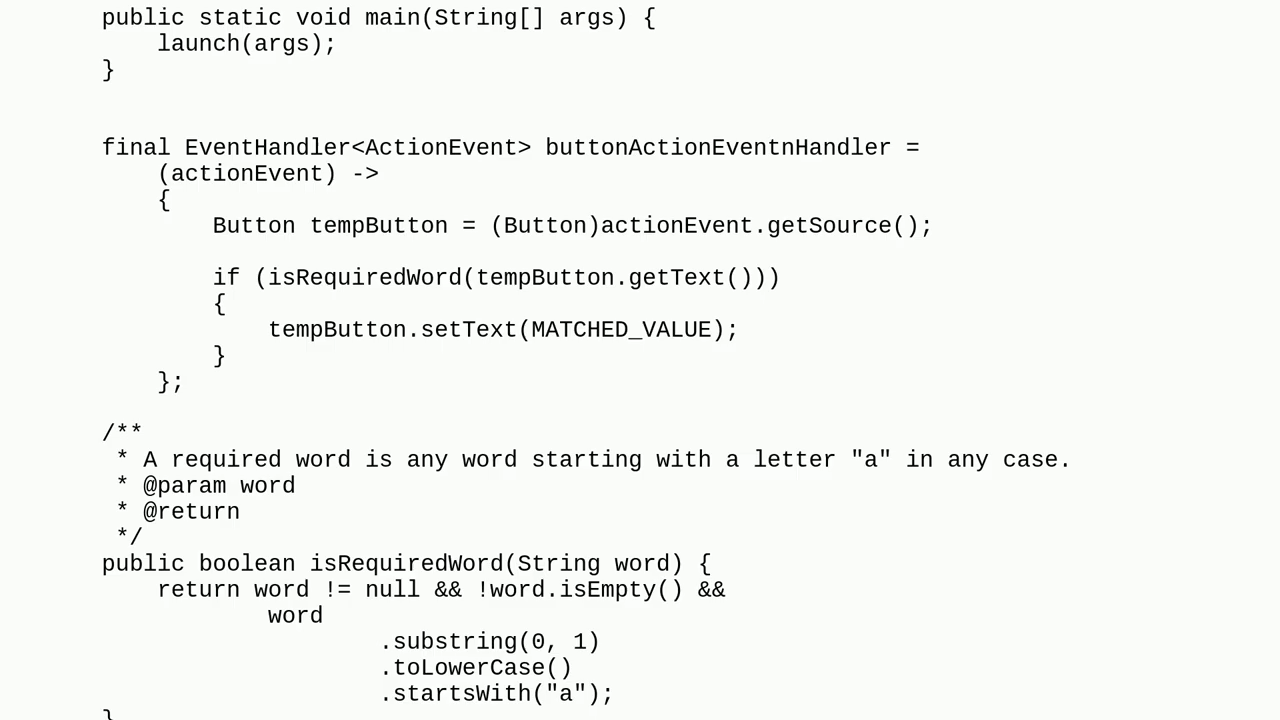 public static void main(String[] args) {
launch(args);
}
final EventHandler<ActionEvent> buttonActionEventnHandler =
(actionEvent) ->
{
Button tempButton = (Button)actionEvent.getSource();
if (isRequiredWord(tempButton.getText()))
{
tempButton.setText(MATCHED_VALUE);
}
};
/**
* A required word is any word starting with a letter "a" in any case.
* @param word
* @return
*/
public boolean isRequiredWord(String word) {
return word != null && !word.isEmpty() &&
word
.substring(0, 1)
.toLowerCase()
.startsWith("a");
}